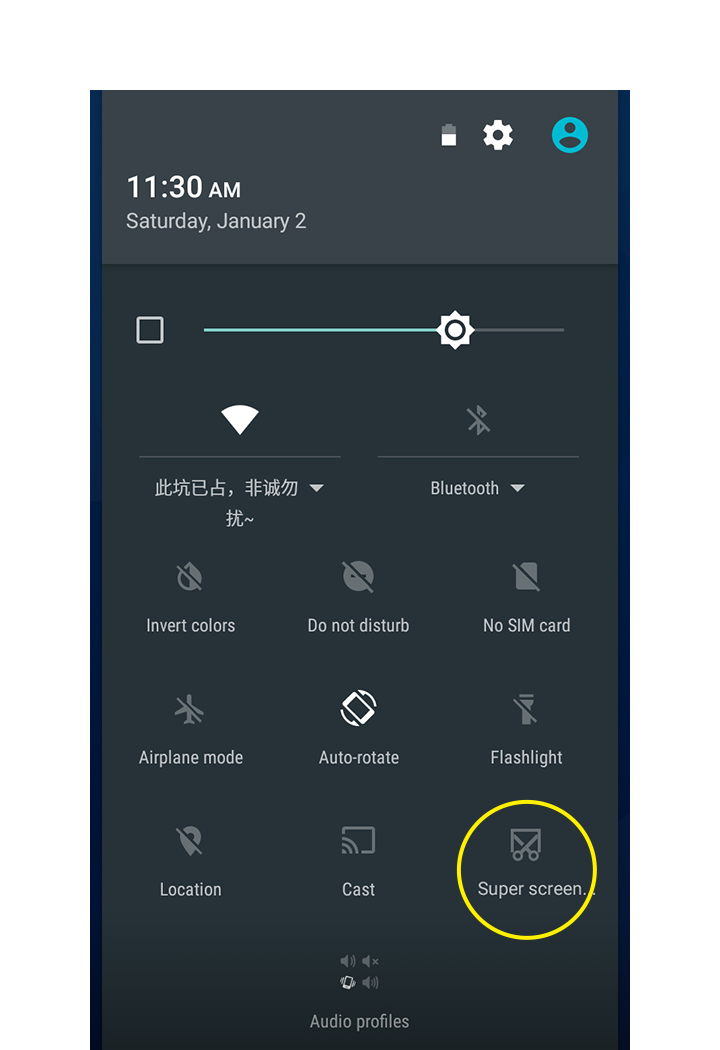 11:30 AM
Saturday, January 2
此坑已占，非诚勿
扰~
Bluetooth
Invert colors
Do not disturb
No SIM card
Airplane mode
Auto-rotate
Flashlight
Location
Cast
Super screen...
Audio profiles